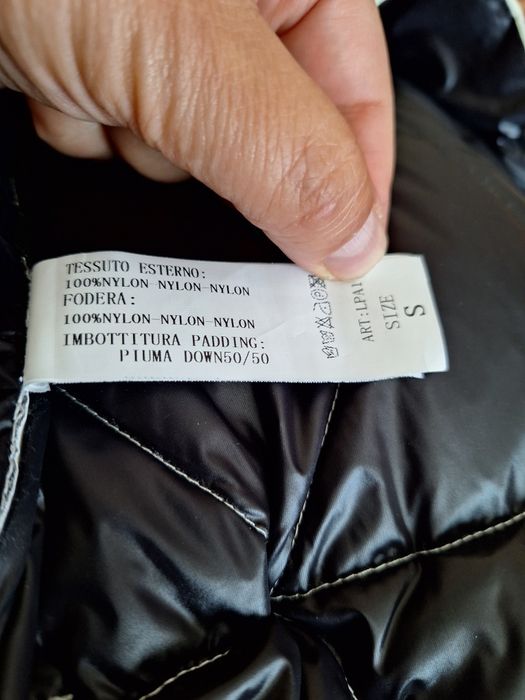 TESSUTO ESTERNO:
100%NYLON-NYLON-NYLON
FODERA:
100%NYLON-NYLON-NYLON
IMBOTTITURA PADDING:
PIUMA DOWN50/50
ART:LPA1
SIZE
S